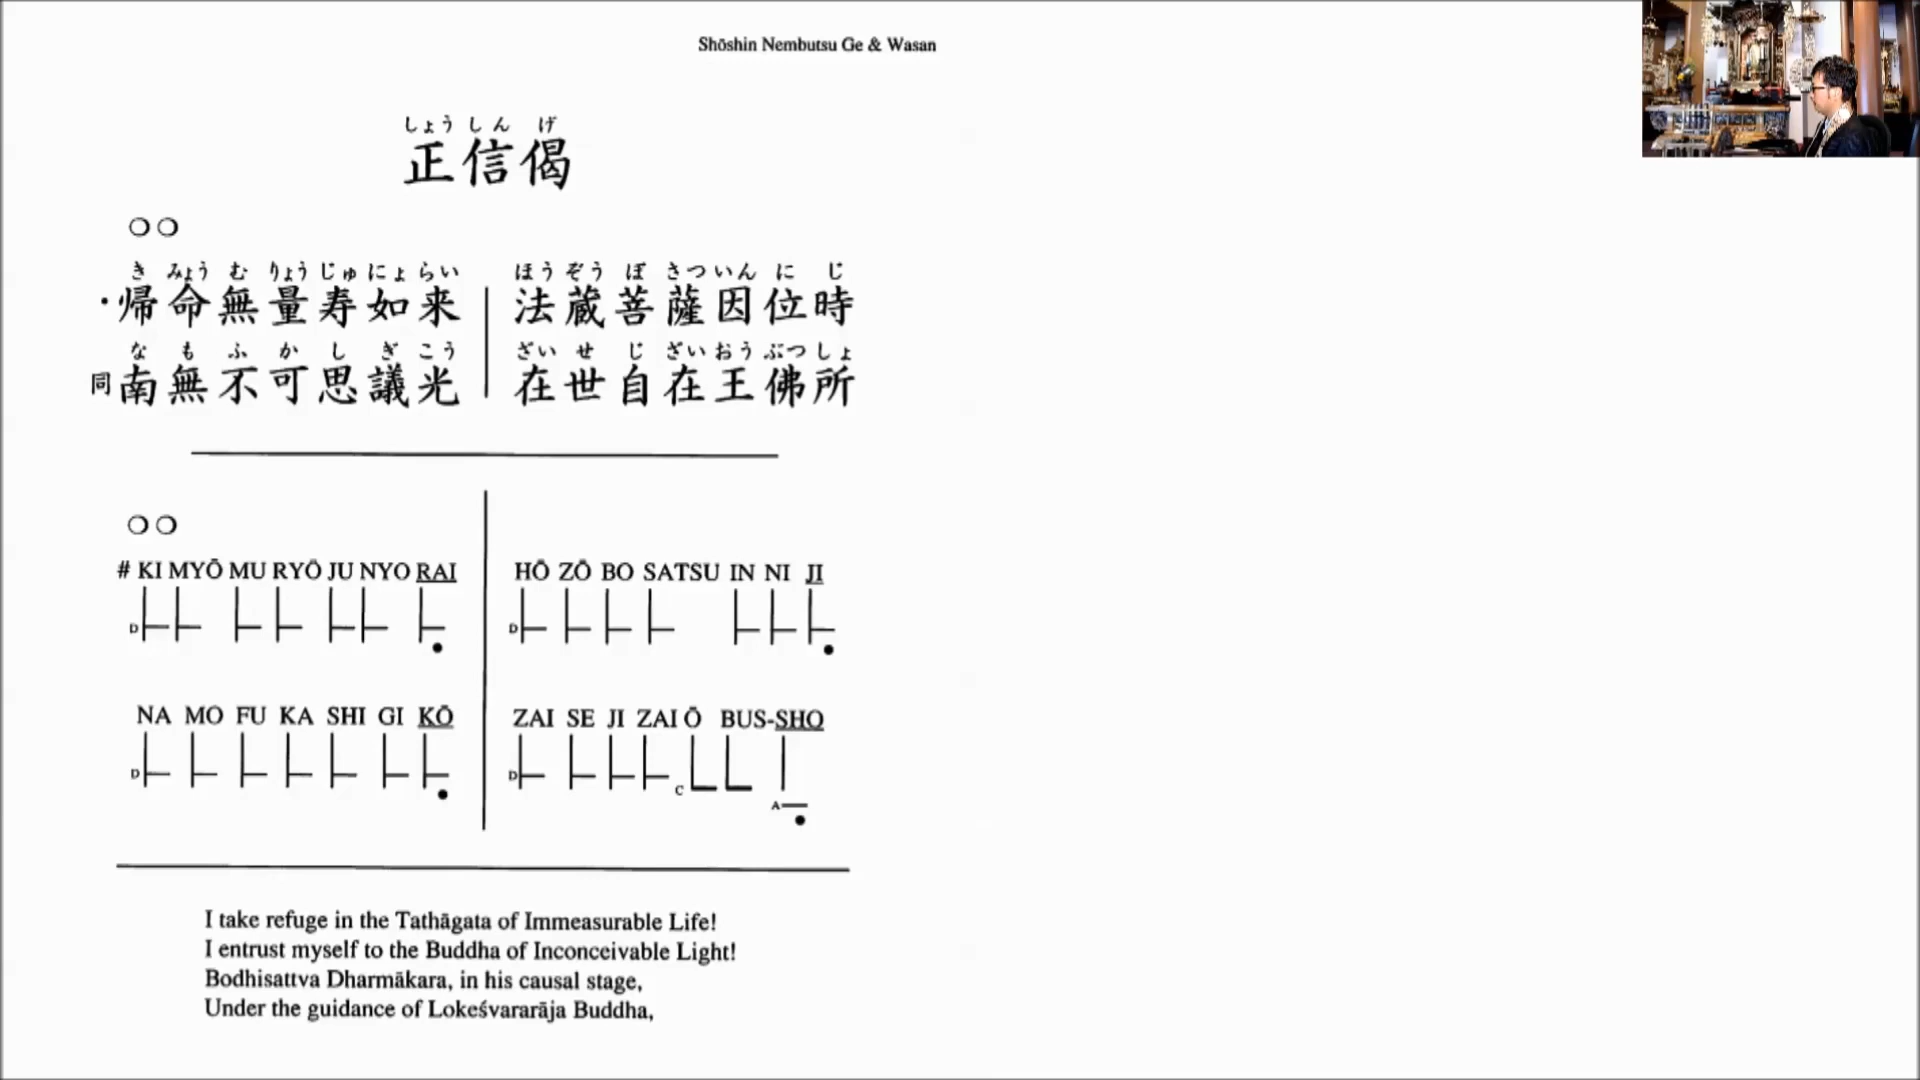 Shōshin Nembutsu Ge & Wasan
しょうしんげ
正信偈
○○
きみょうむりょうじゅにょらい
・帰命無量寿如来
なもふかしぎこう
同南無不可思議光
ほうぞうぼさついんにじ
法蔵菩薩因位時
ざいせじざいおうぶつしょ
在世自在王佛所
○○
# KI MYŌ MU RYŌ JU NYO RAI
D
NA MO FU KA SHI GI KŌ
D
HŌ ZŌ BO SATSU IN NI JI
D
ZAI SE JI ZAI Ō BUS-SHO
D C A
I take refuge in the Tathāgata of Immeasurable Life!
I entrust myself to the Buddha of Inconceivable Light!
Bodhisattva Dharmākara, in his causal stage,
Under the guidance of Lokeśvararāja Buddha,